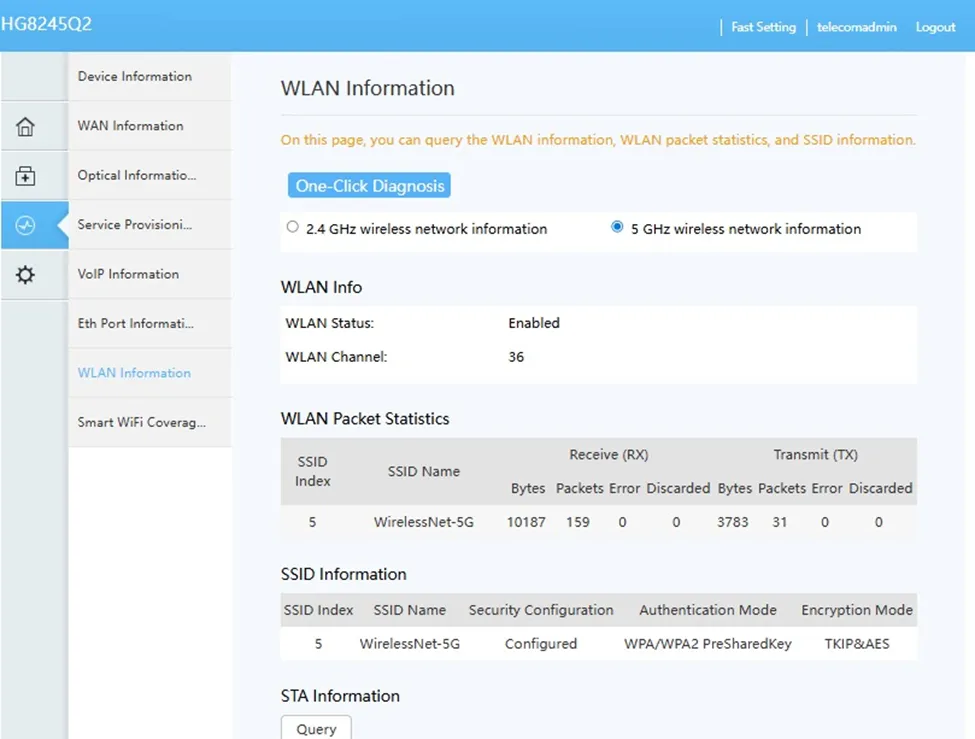 HG8245Q2
Fast Setting
telecomadmin
Logout
Device Information
WAN Information
Optical Informatio...
Service Provisioni...
VoIP Information
Eth Port Informati...
WLAN Information
Smart WiFi Coverag...
WLAN Information
On this page, you can query the WLAN information, WLAN packet statistics, and SSID information.
One-Click Diagnosis
2.4 GHz wireless network information 5 GHz wireless network information
WLAN Info
WLAN Status: Enabled
WLAN Channel: 36
WLAN Packet Statistics
SSID Index SSID Name Receive (RX) Transmit (TX)
Bytes Packets Error Discarded Bytes Packets Error Discarded
5 WirelessNet-5G 10187 159 0 0 3783 31 0 0
SSID Information
SSID Index SSID Name Security Configuration Authentication Mode Encryption Mode
5 WirelessNet-5G Configured WPA/WPA2 PreSharedKey TKIP&AES
STA Information
Query